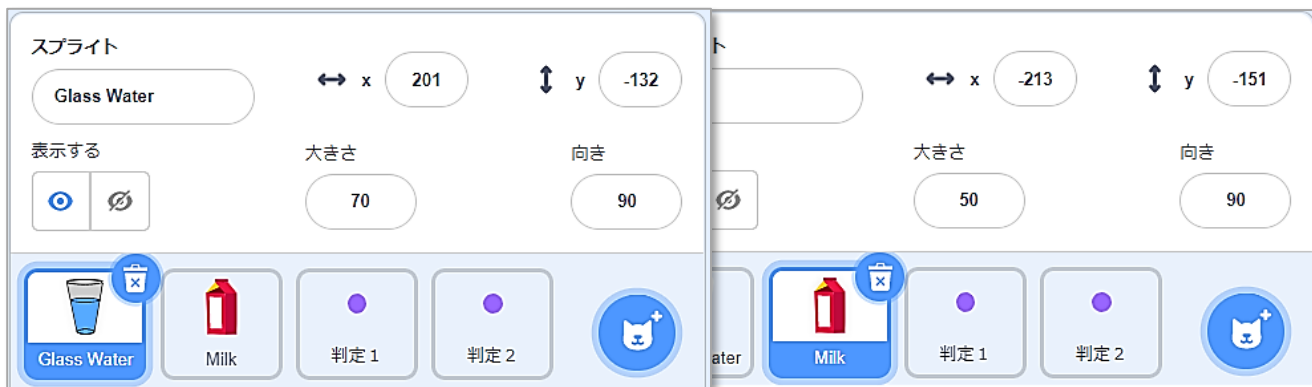 スプライト
Glass Water
x 201
y -132
表示する
大きさ
向き
70
90
Glass Water
Milk
判定1
判定2
ト
x -213
y -151
大きさ
向き
50
90
ater
Milk
判定1
判定2